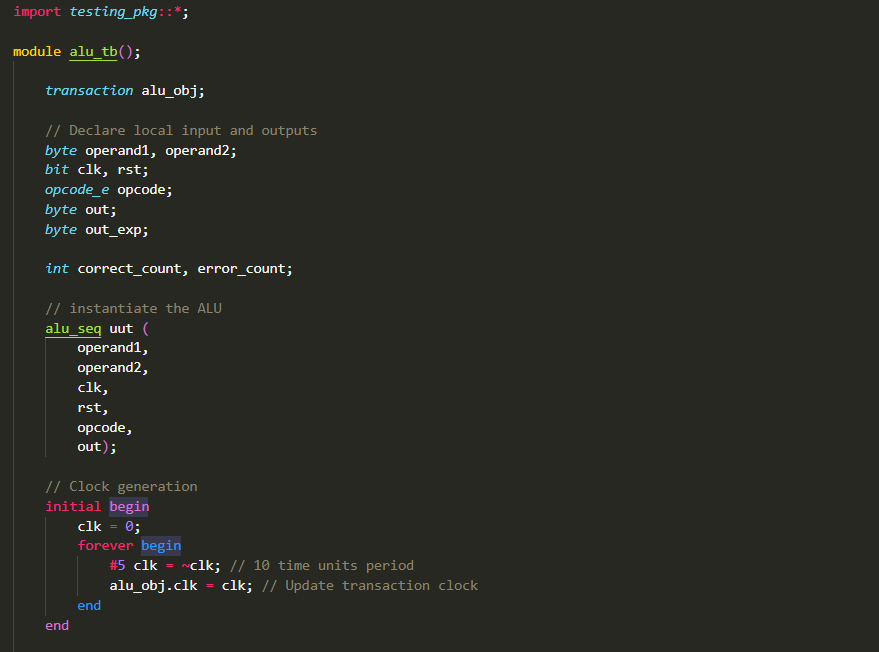 import testing_pkg::*;
module alu_tb();
transaction alu_obj;
// Declare local input and outputs
byte operand1, operand2;
bit clk, rst;
opcode_e opcode;
byte out;
byte out_exp;
int correct_count, error_count;
// instantiate the ALU
alu_seq uut (
operand1,
operand2,
clk,
rst,
opcode,
out);
// Clock generation
initial begin
clk = 0;
forever begin
#5 clk = ~clk; // 10 time units period
alu_obj.clk = clk; // Update transaction clock
end
end